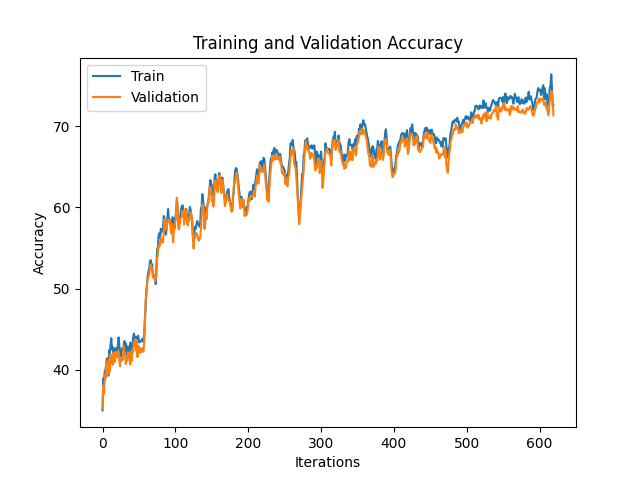 Training and Validation Accuracy
Train
Validation
70
60
50
40
Accuracy
0 100 200 300 400 500 600
Iterations